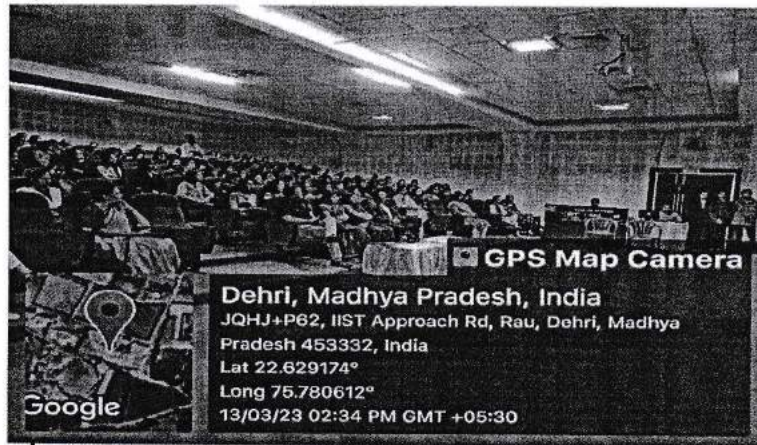 GPS Map Camera
Dehri, Madhya Pradesh, India
JQHJ+P62, IIST Approach Rd, Rau, Dehri, Madhya
Pradesh 453332, India
Lat 22.629174°
Long 75.780612°
13/03/23 02:34 PM GMT +05:30
Google